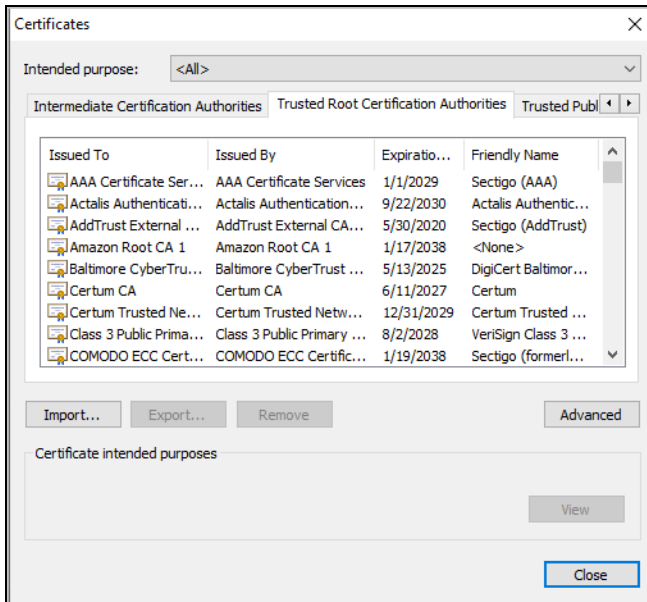 Certificates
Intended purpose: <All>
Intermediate Certification Authorities Trusted Root Certification Authorities Trusted Publ
Issued To Issued By Expiratio... Friendly Name
AAA Certificate Ser... AAA Certificate Services 1/1/2029 Sectigo (AAA)
Actalis Authenticati... Actalis Authentication... 9/22/2030 Actalis Authentic...
AddTrust External ... AddTrust External CA... 5/30/2020 Sectigo (AddTrust)
Amazon Root CA 1 Amazon Root CA 1 1/17/2038 <None>
Baltimore CyberTru... Baltimore CyberTrust ... 5/13/2025 DigiCert Baltimor...
Certum CA Certum CA 6/11/2027 Certum
Certum Trusted Ne... Certum Trusted Netw... 12/31/2029 Certum Trusted ...
Class 3 Public Prima... Class 3 Public Primary ... 8/2/2028 VeriSign Class 3 ...
COMODO ECC Cert... COMODO ECC Certific... 1/19/2038 Sectigo (formerl...
Import... Export... Remove Advanced
Certificate intended purposes
View
Close